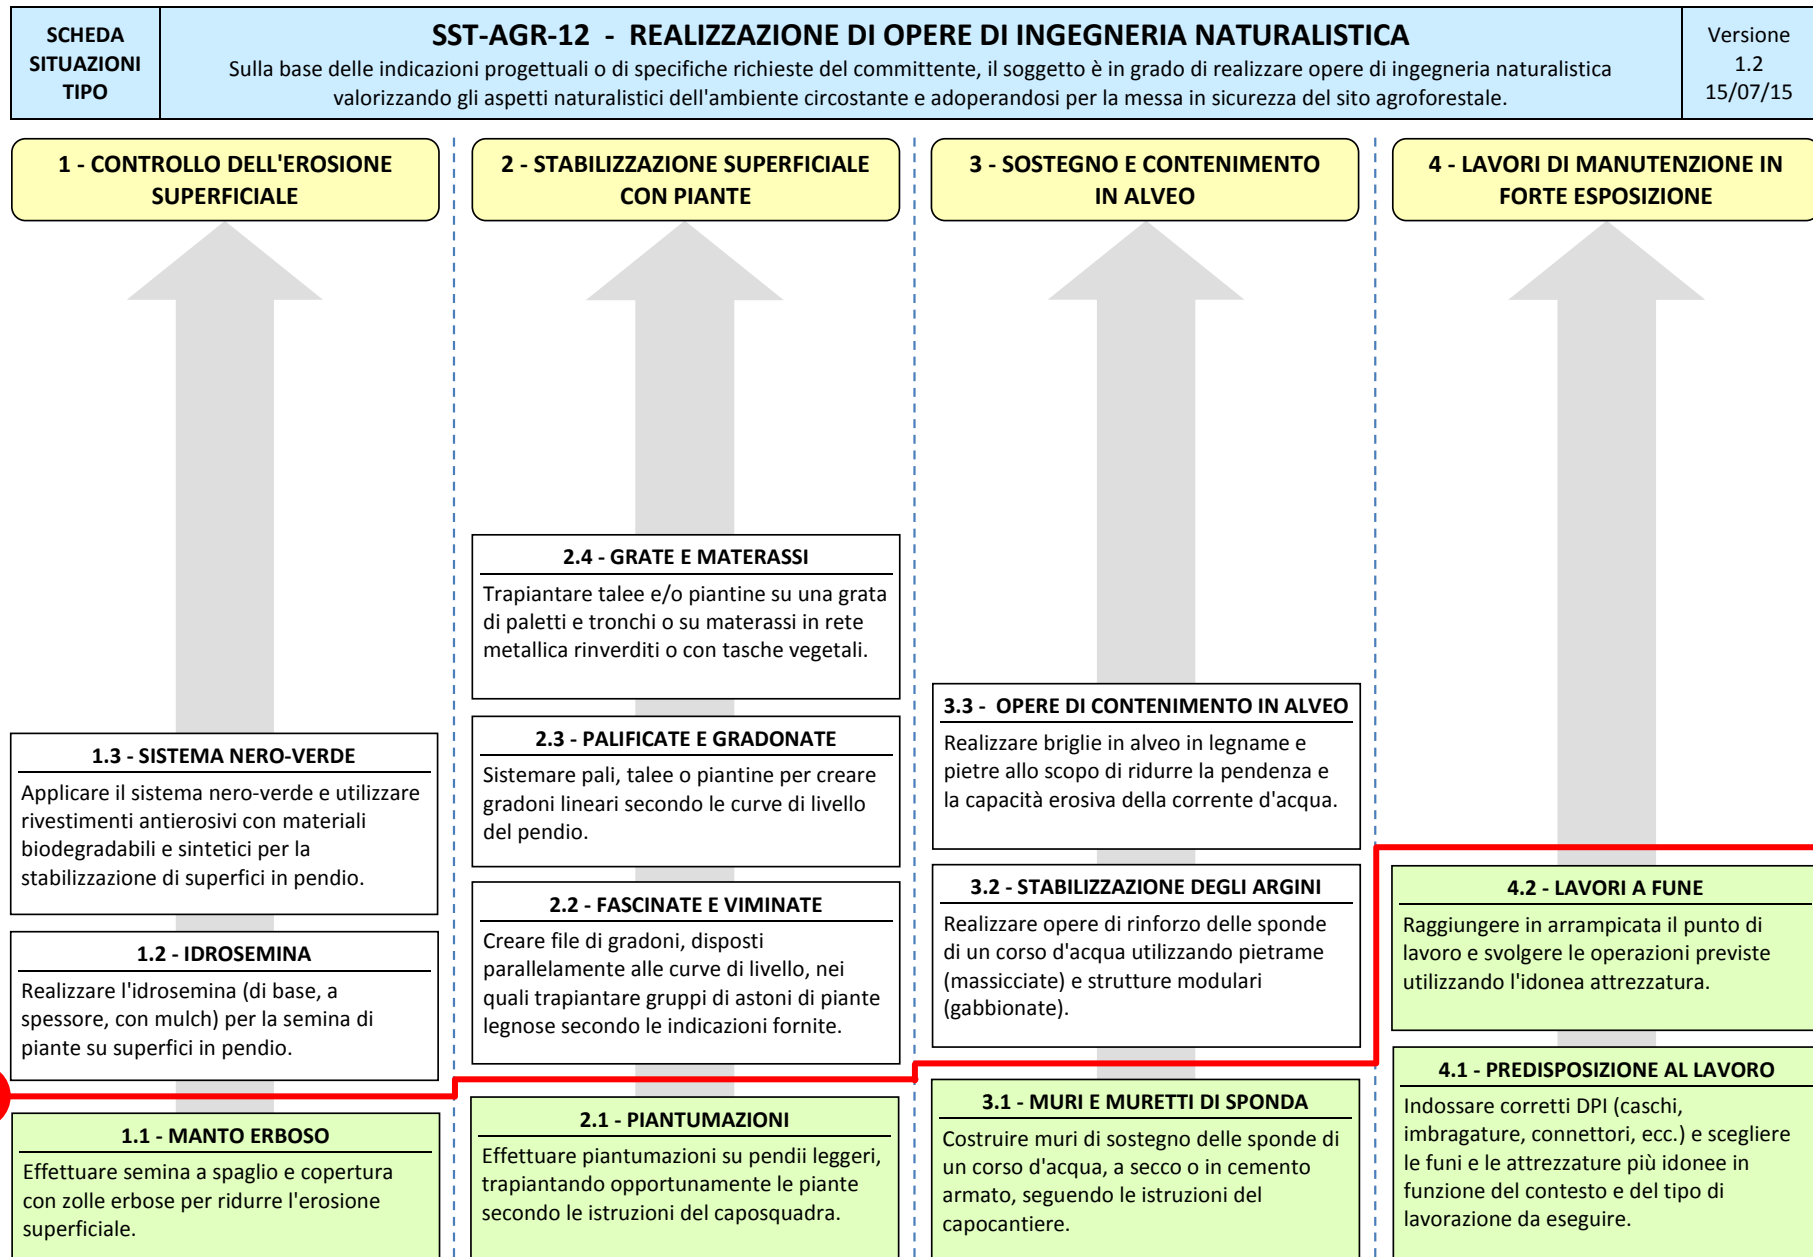 SCHEDA
SITUAZIONI
TIPO
SST-AGR-12 - REALIZZAZIONE DI OPERE DI INGEGNERIA NATURALISTICA
Sulla base delle indicazioni progettuali o di specifiche richieste del committente, il soggetto è in grado di realizzare opere di ingegneria naturalistica
valorizzando gli aspetti naturalistici dell'ambiente circostante e adoperandosi per la messa in sicurezza del sito agroforestale.
Versione
1.2
15/07/15
1 - CONTROLLO DELL'EROSIONE
SUPERFICIALE
2 - STABILIZZAZIONE SUPERFICIALE
CON PIANTE
3 - SOSTEGNO E CONTENIMENTO
IN ALVEO
4 - LAVORI DI MANUTENZIONE IN
FORTE ESPOSIZIONE
1.3 - SISTEMA NERO-VERDE
Applicare il sistema nero-verde e utilizzare
rivestimenti antierosivi con materiali
biodegradabili e sintetici per la
stabilizzazione di superfici in pendio.
1.2 - IDROSEMINA
Realizzare l'idrosemina (di base, a
spessore, con mulch) per la semina di
piante su superfici in pendio.
1.1 - MANTO ERBOSO
Effettuare semina a spaglio e copertura
con zolle erbose per ridurre l'erosione
superficiale.
2.4 - GRATE E MATERASSI
Trapiantare talee e/o piantine su una grata
di paletti e tronchi o su materassi in rete
metallica rinverditi o con tasche vegetali.
2.3 - PALIFICATE E GRADONATE
Sistemare pali, talee o piantine per creare
gradoni lineari secondo le curve di livello
del pendio.
2.2 - FASCINATE E VIMINATE
Creare file di gradoni, disposti
parallelamente alle curve di livello, nei
quali trapiantare gruppi di astoni di piante
legnose secondo le indicazioni fornite.
2.1 - PIANTUMAZIONI
Effettuare piantumazioni su pendii leggeri,
trapiantando opportunamente le piante
secondo le istruzioni del caposquadra.
3.3 - OPERE DI CONTENIMENTO IN ALVEO
Realizzare briglie in alveo in legname e
pietre allo scopo di ridurre la pendenza e
la capacità erosiva della corrente d'acqua.
3.2 - STABILIZZAZIONE DEGLI ARGINI
Realizzare opere di rinforzo delle sponde
di un corso d'acqua utilizzando pietrame
(massicciate) e strutture modulari
(gabbionate).
3.1 - MURI E MURETTI DI SPONDA
Costruire muri di sostegno delle sponde di
un corso d'acqua, a secco o in cemento
armato, seguendo le istruzioni del
capocantiere.
4.2 - LAVORI A FUNE
Raggiungere in arrampicata il punto di
lavoro e svolgere le operazioni previste
utilizzando l'idonea attrezzatura.
4.1 - PREDISPOSIZIONE AL LAVORO
Indossare corretti DPI (caschi,
imbragature, connettori, ecc.) e scegliere
le funi e le attrezzature più idonee in
funzione del contesto e del tipo di
lavorazione da eseguire.